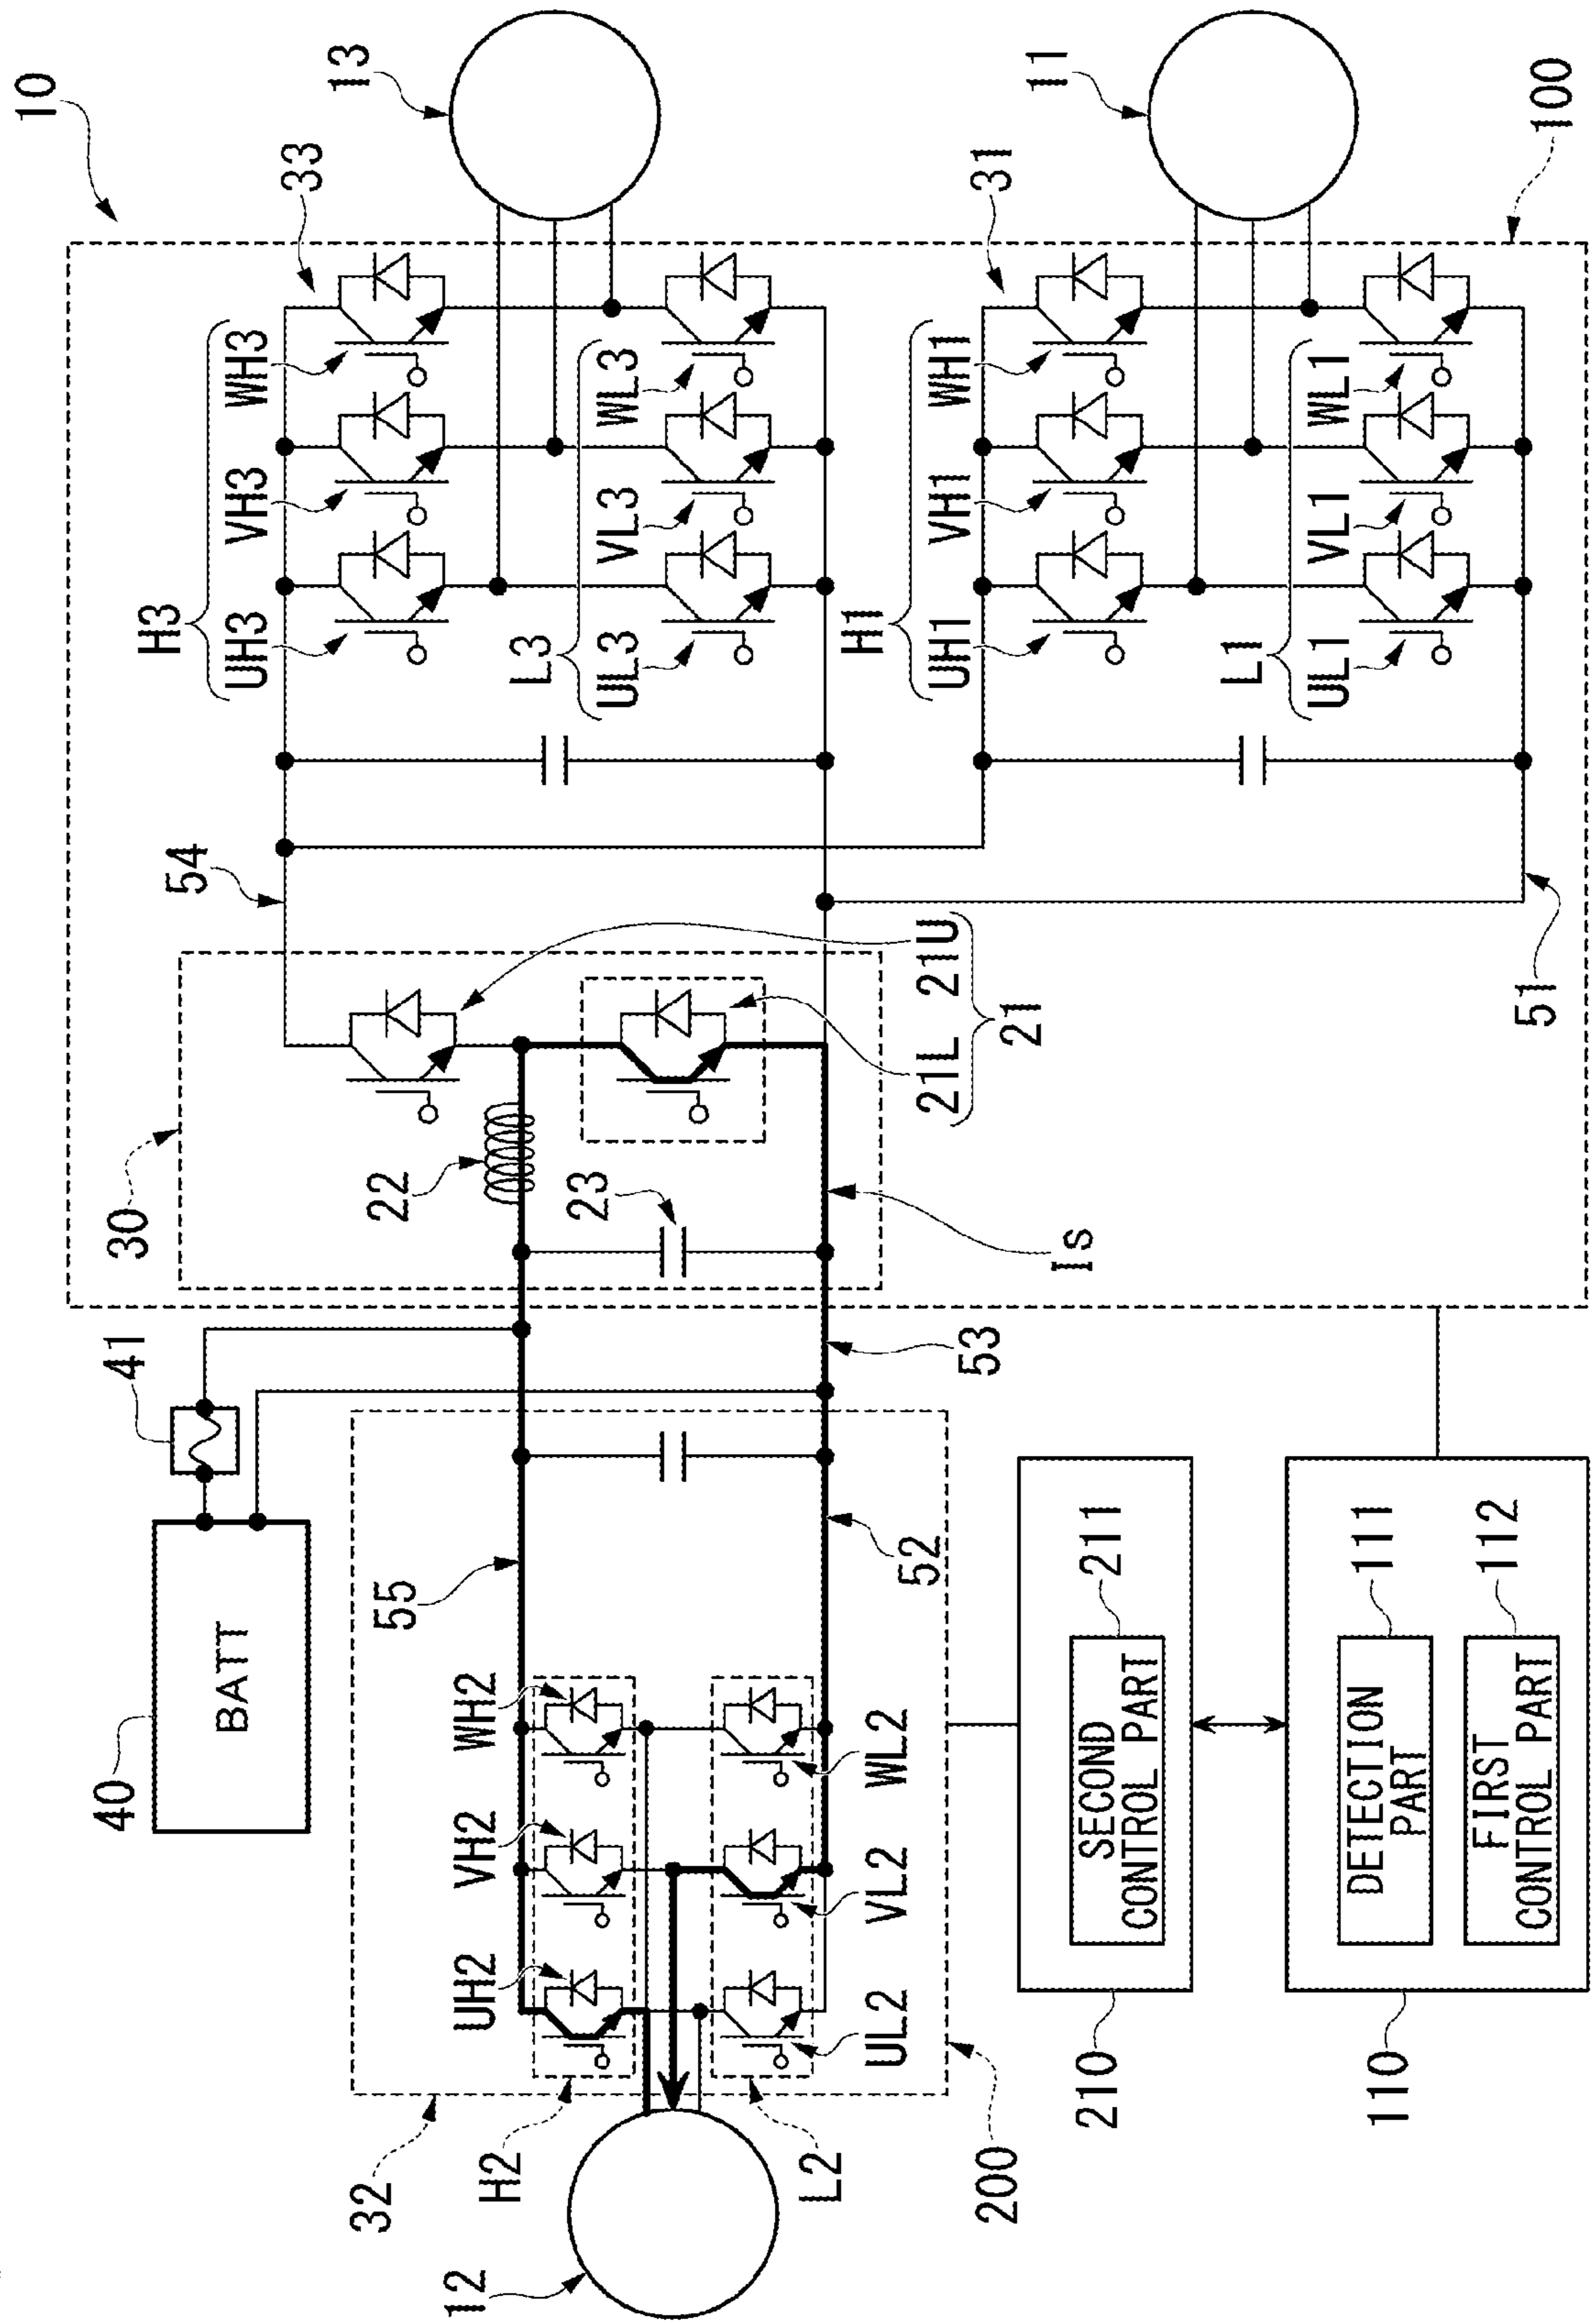 10
13
11
33
31
100
H3
UH3 VH3 WH3
L3
UL3 VL3 WL3
H1
UH1 VH1 WH1
L1
UL1 VL1 WL1
54
51
30
22
23
21L 21U
21
Is
41
53
40
BATT
55
52
UH2 VH2 WH2
UL2 VL2 WL2
32
H2
L2
200
12
210
SECOND
CONTROL PART
211
110
DETECTION
PART
111
FIRST
CONTROL PART
112